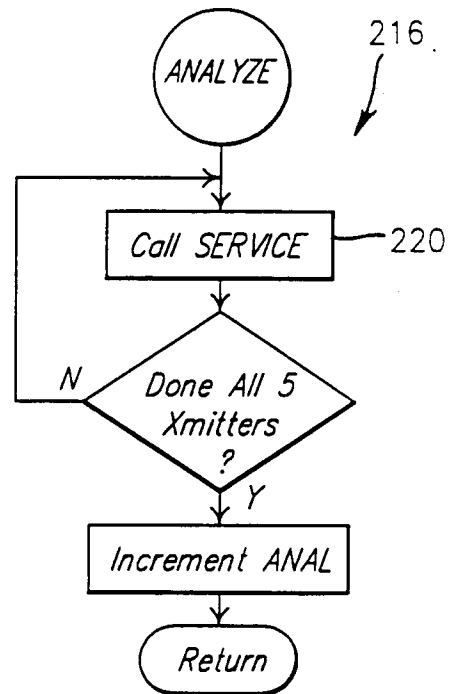 216
ANALYZE
Call SERVICE
220
N
Done All 5
Xmitters
?
Y
Increment ANAL
Return